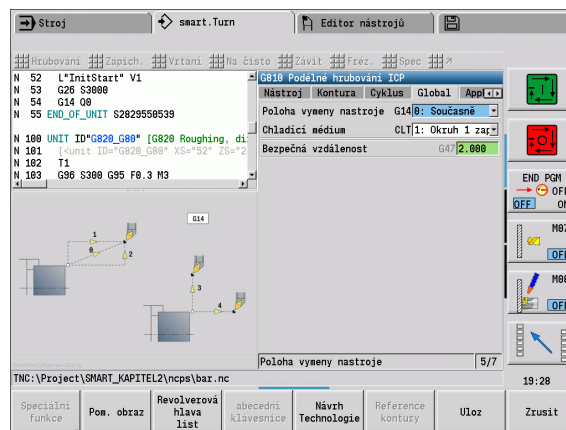 Stroj
smart.Turn
Editor nástrojů
Hrubování Zapich. Vrtání Na čisto Závit Fréz. Spec
N 52 L"InitStart" V1
N 53 G26 S3000
N 54 G14 Q0
N 55 END_OF_UNIT S2829550539
N 100 UNIT ID"G820_G80" [G820 Roughing, di
N 101 [<unit ID="G820_G80" XS="52" ZS="2
N 102 T1
N 103 G96 S300 G95 F0.3 M3
G810 Podélné hrubování ICP
Nástroj Kontura Cyklus Global App
Poloha vymeny nastroje G14 0: Současně
Chladící médium CLT 1: Okruh 1 zap
Bezpečná vzdálenost G47 2.000
G14
1
0
2
3
4
Poloha vymeny nastroje 5/7
TNC:\Project\SMART_KAPITEL2\ncps\bar.nc
END PGM
OFF
OFF ON
M07
OFF
M08
OFF
19:28
Speciální funkce
Pom. obraz
Revolverová hlava list
abecední klávesnice
Návrh Technologie
Reference kontury
Uloz
Zrusit